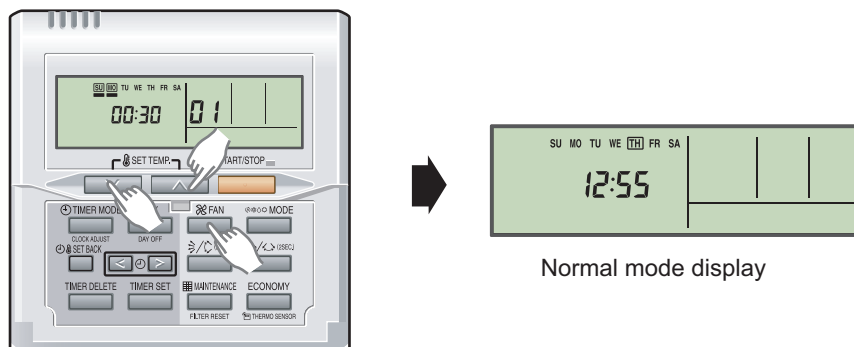 SU MO TU WE TH FR SA
00:30 01
SET TEMP. TART/STOP
TIMER MODE FAN MODE
CLOCK ADJUST DAY OFF
SET BACK (2SEC)
TIMER DELETE TIMER SET MAINTENANCE ECONOMY
FILTER RESET THERMO SENSOR
SU MO TU WE TH FR SA
12:55
Normal mode display